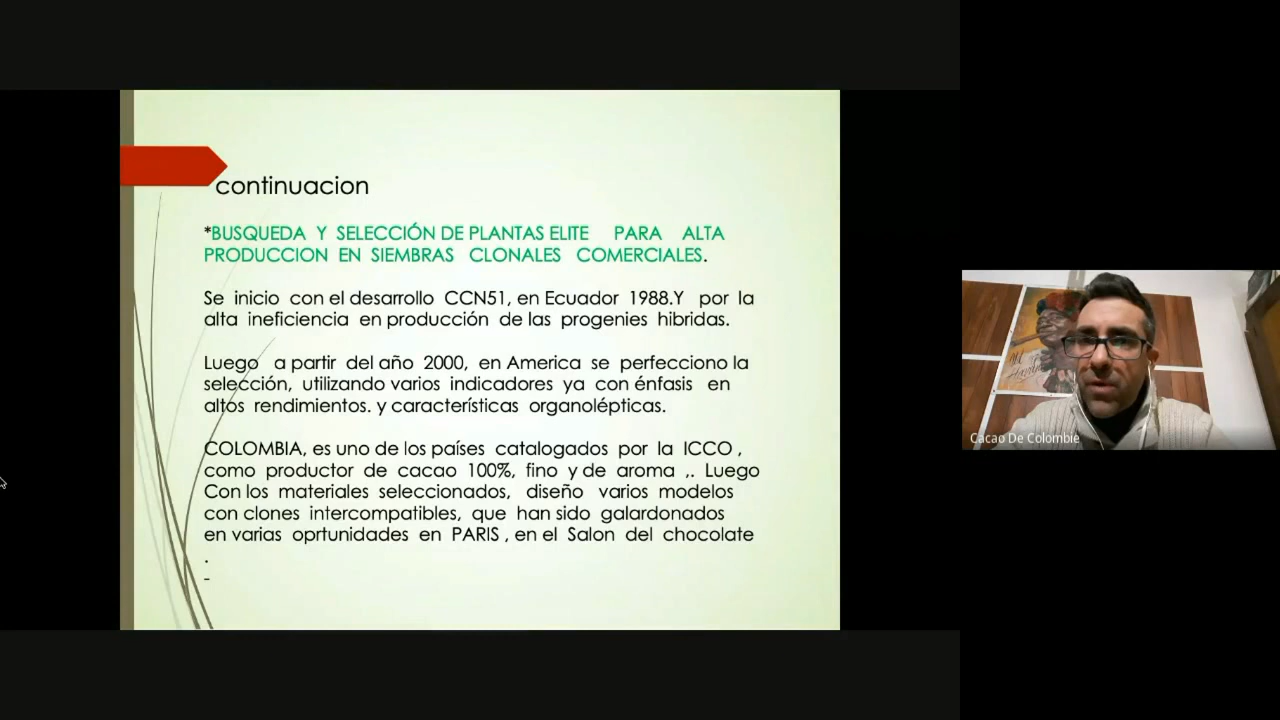 continuacion
*BUSQUEDA Y SELECCIÓN DE PLANTAS ELITE PARA ALTA
PRODUCCION EN SIEMBRAS CLONALES COMERCIALES.
Se inicio con el desarrollo CCN51, en Ecuador 1988.Y por la
alta ineficiencia en producción de las progenies hibridas.
Luego a partir del año 2000, en America se perfecciono la
selección, utilizando varios indicadores ya con énfasis en
altos rendimientos. y características organolépticas.
COLOMBIA, es uno de los países catalogados por la ICCO ,
como productor de cacao 100%, fino y de aroma ,. Luego
Con los materiales seleccionados, diseño varios modelos
con clones intercompatibles, que han sido galardonados
en varias oprtunidades en PARIS , en el Salon del chocolate
.
-
Cacao De Colombie